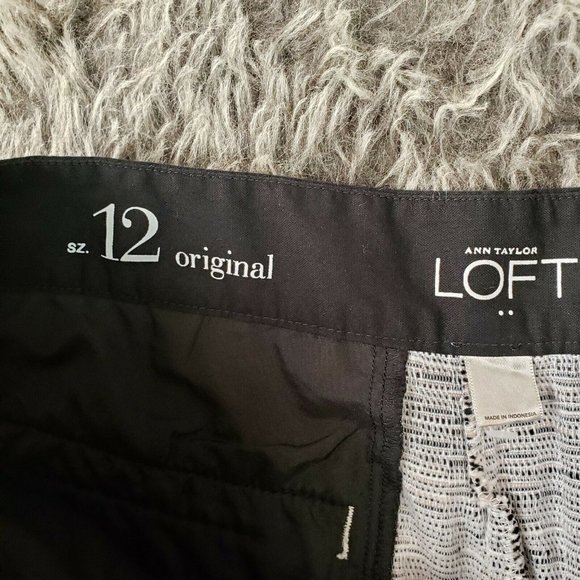 sz. 12 original
ANN TAYLOR
LOFT
MADE IN INDONESIA